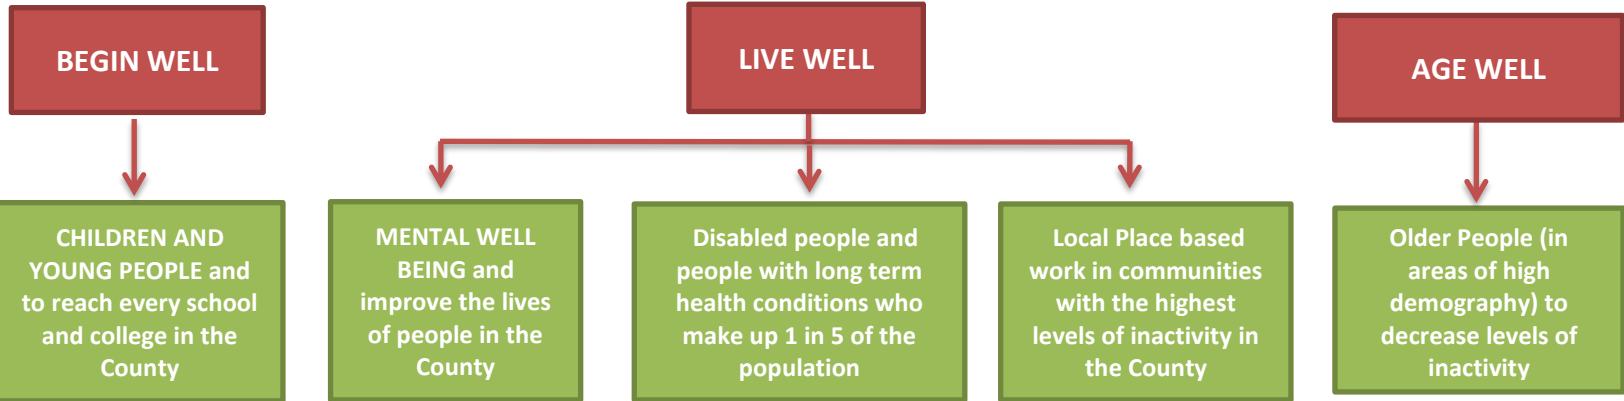 BEGIN WELL
LIVE WELL
AGE WELL
CHILDREN AND
YOUNG PEOPLE and
to reach every school
and college in the
County
MENTAL WELL
BEING and
improve the lives
of people in the
County
Disabled people and
people with long term
health conditions who
make up 1 in 5 of the
population
Local Place based
work in communities
with the highest
levels of inactivity in
the County
Older People (in
areas of high
demography) to
decrease levels of
inactivity